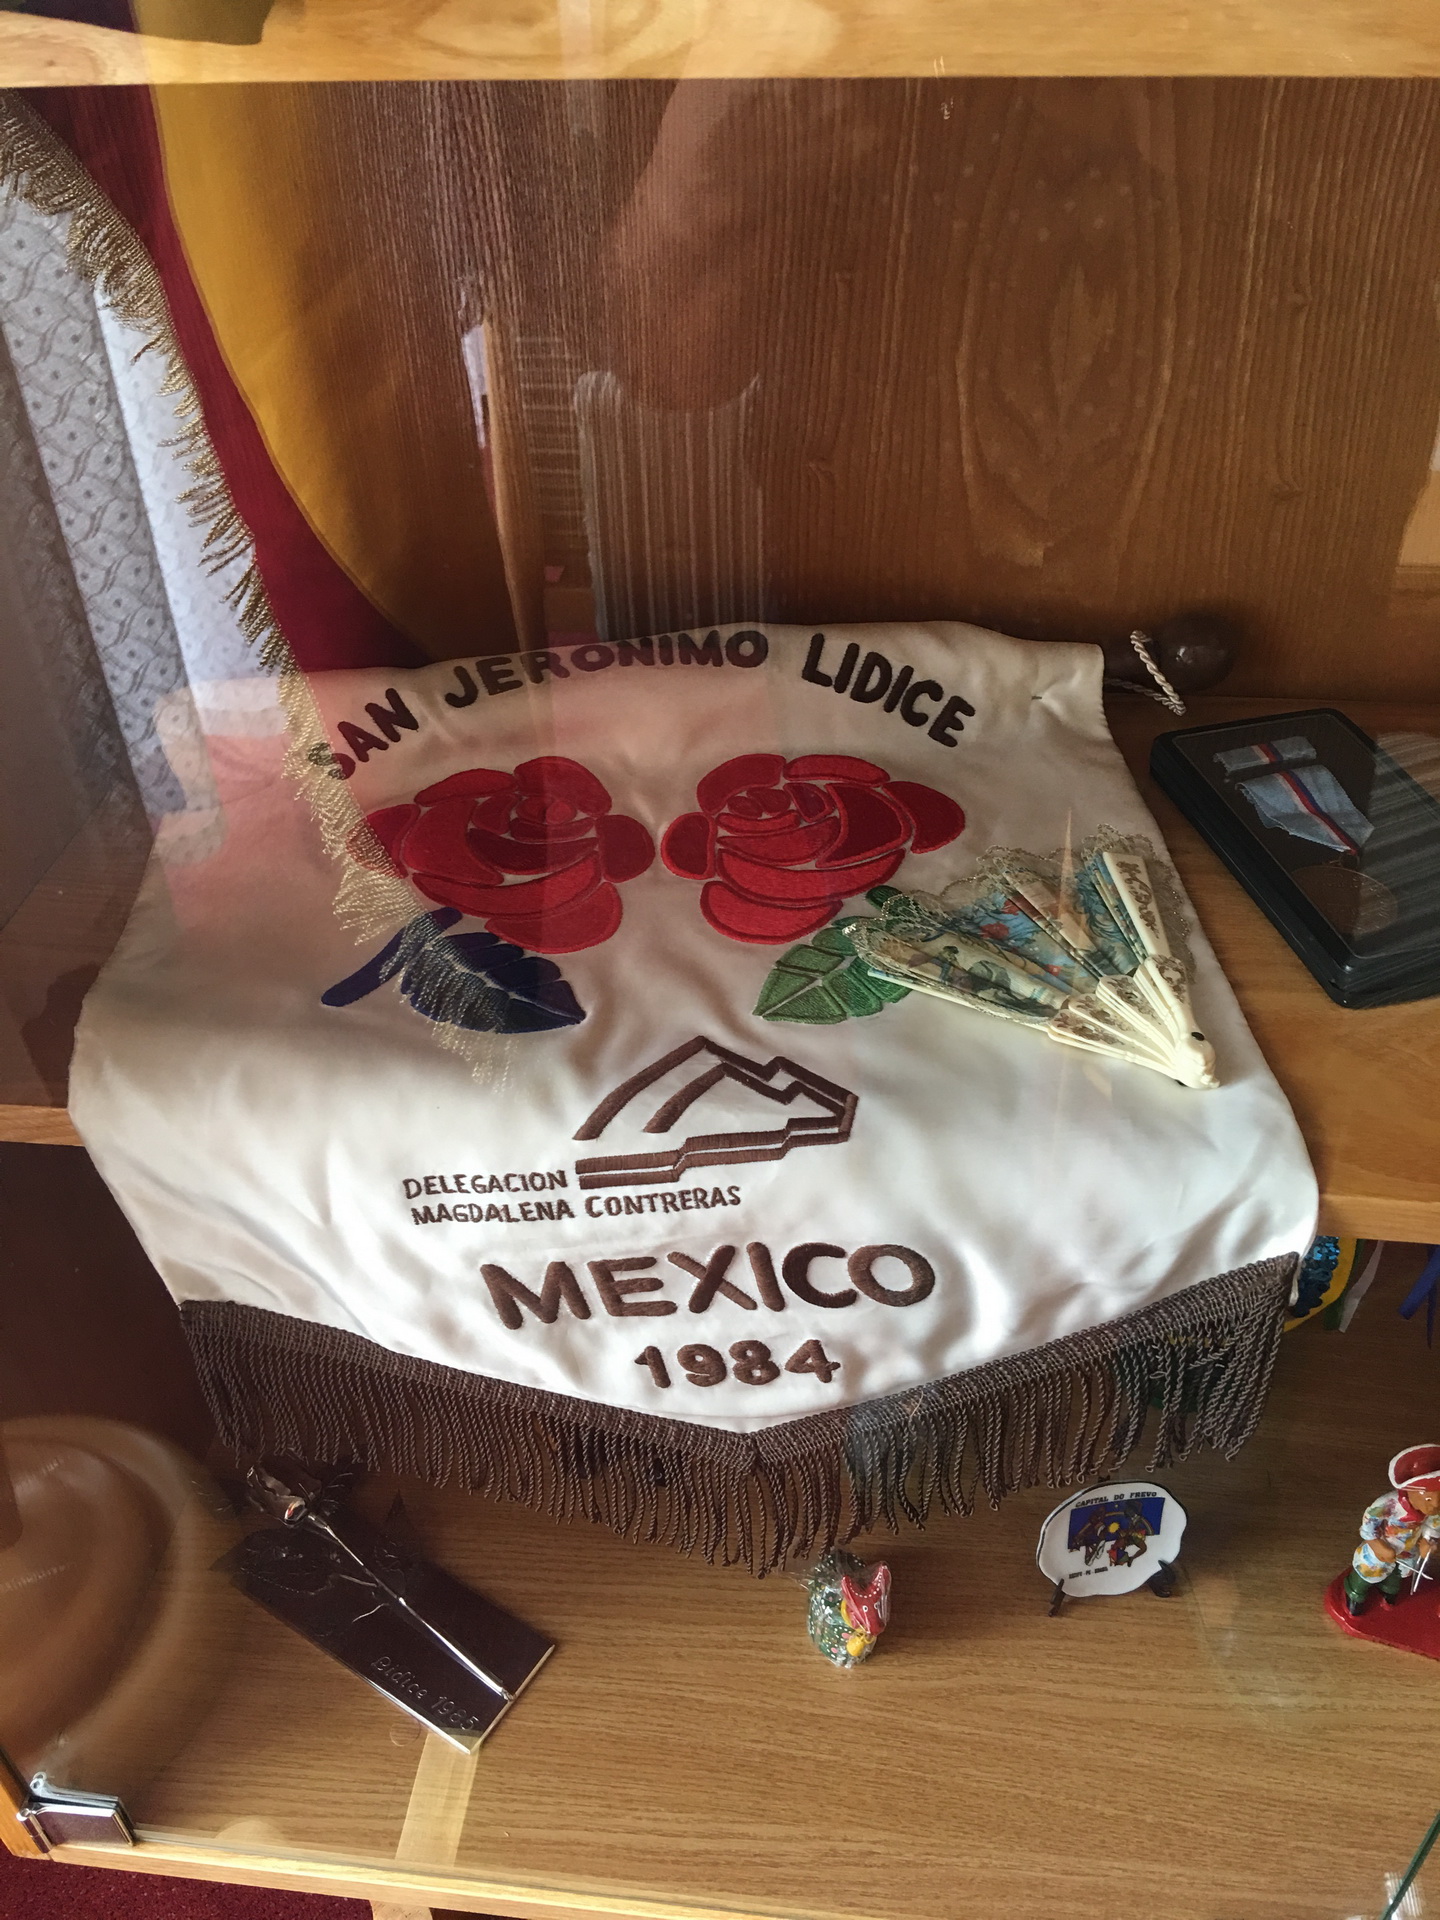 SAN JERONIMO LIDICE
DELEGACION
MAGDALENA CONTRERAS
MEXICO
1984
CAPITAL DO FREVO
Lidice 1985